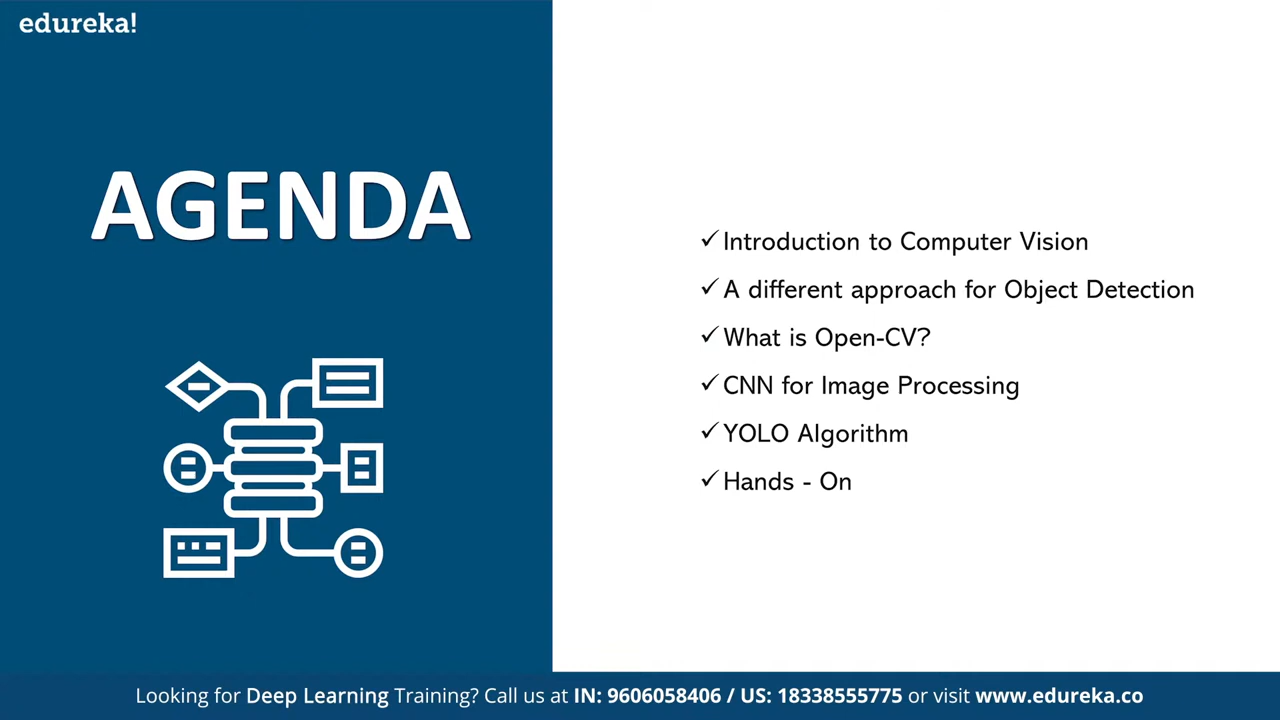 edureka!
AGENDA
✓Introduction to Computer Vision
✓A different approach for Object Detection
✓What is Open-CV?
✓CNN for Image Processing
✓YOLO Algorithm
✓Hands - On
Looking for Deep Learning Training? Call us at IN: 9606058406 / US: 18338555775 or visit www.edureka.co